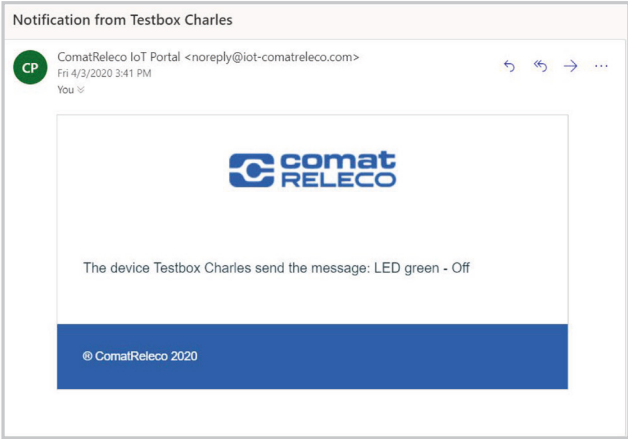 Notification from Testbox Charles
CP
ComatReleco IoT Portal <noreply@iot-comatreleco.com>
Fri 4/3/2020 3:41 PM
You
comat
RELECO
The device Testbox Charles send the message: LED green - Off
® ComatReleco 2020